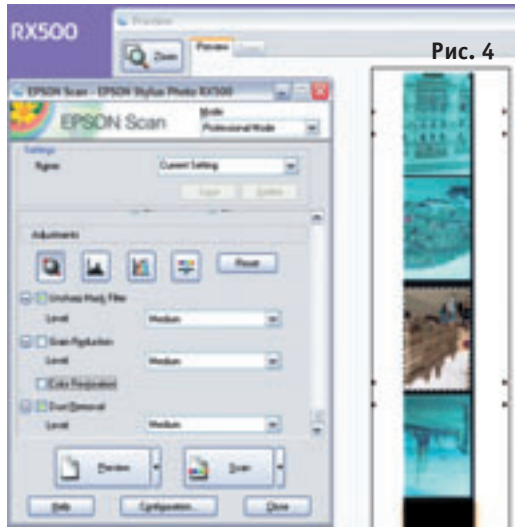 RX500
Preview
Zoom
Preview
Рис. 4
EPSON Scan - EPSON Stylus Photo RX500
EPSON Scan
Mode:
Professional Mode
Settings
Name:
Current Setting
Save
Delete
Adjustments
Reset
Unsharp Mask Filter
Level:
Medium
Grain Reduction
Level:
Medium
Color Restoration
Dust Removal
Level:
Medium
Preview
Scan
Help
Configuration...
Close